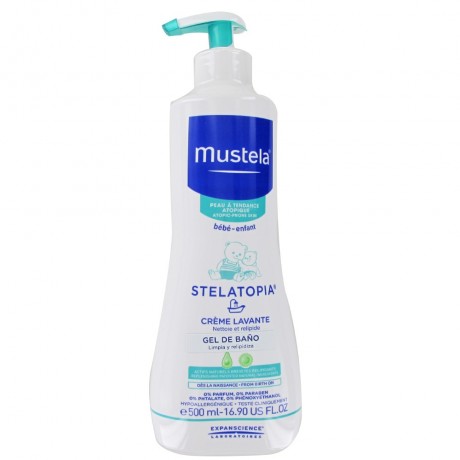 mustela®
PEAU À TENDANCE
ATOPIQUE
ATOPIC-PRONE SKIN
bébé-enfant
STELATOPIA®
CRÈME LAVANTE
Nettoie et relipide
GEL DE BAÑO
Limpia y relipidiza
DÈS LA NAISSANCE - FROM BIRTH ON
0% PARFUM, 0% PARABEN
0% PHTALATE, 0% PHÉNOXYÉTHANOL
HYPOALLERGÉNIQUE - TESTÉ CLINIQUEMENT
℮ 500 ml-16.90 US FL.OZ
EXPANSCIENCE®
LABORATOIRES